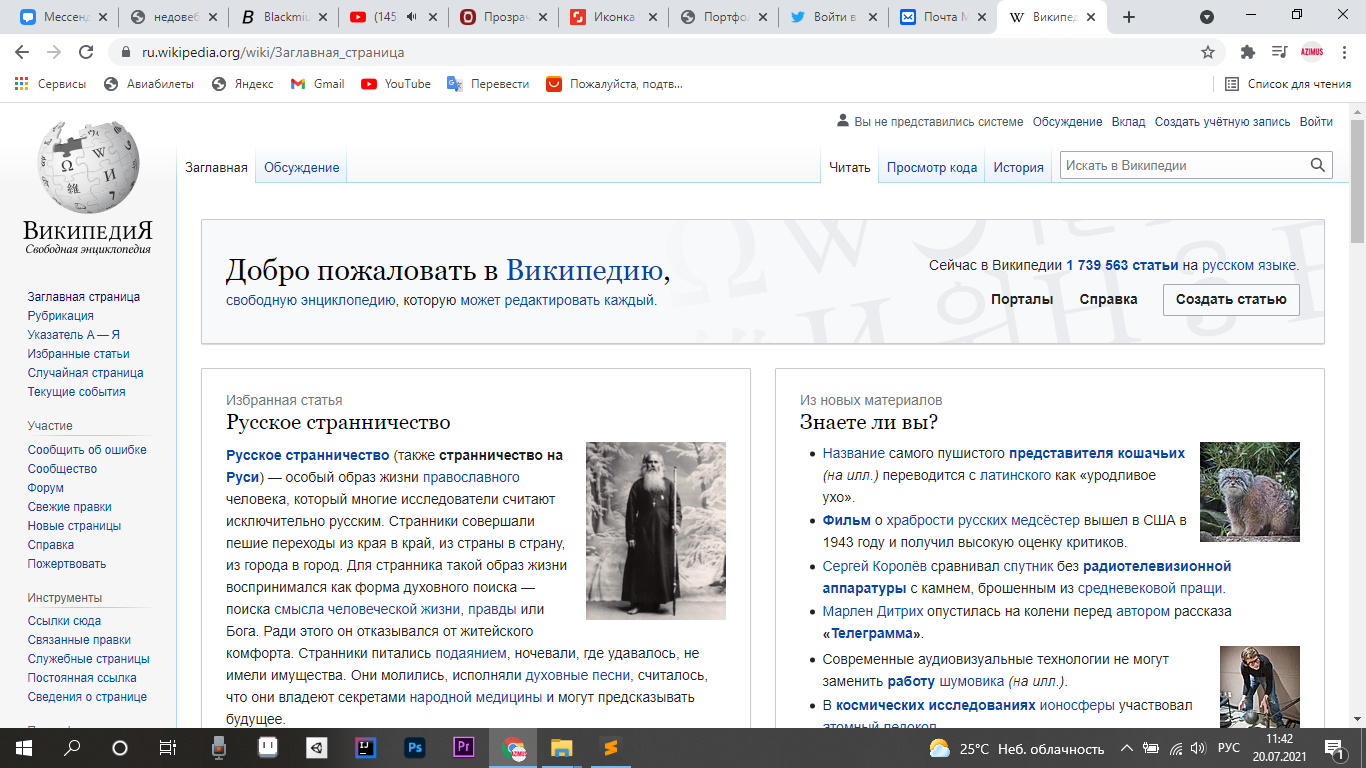 Мессенд
недовеб
Blackmiu
(145
Прозрач
Иконка
Портфо
Войти в
Почта M
Википед
ru.wikipedia.org/wiki/Заглавная_страница
AZIMUS
Сервисы
Авиабилеты
Яндекс
Gmail
YouTube
Перевести
Пожалуйста, подтв...
Список для чтения
Вы не представились системе Обсуждение Вклад Создать учётную запись Войти
Заглавная Обсуждение
Читать Просмотр кода История
Искать в Википедии
ВикипедиЯ
Свободная энциклопедия
Заглавная страница
Рубрикация
Указатель А — Я
Избранные статьи
Случайная страница
Текущие события
Участие
Сообщить об ошибке
Сообщество
Форум
Свежие правки
Новые страницы
Справка
Пожертвовать
Инструменты
Ссылки сюда
Связанные правки
Служебные страницы
Постоянная ссылка
Сведения о странице
Добро пожаловать в Википедию,
свободную энциклопедию, которую может редактировать каждый.
Сейчас в Википедии 1 739 563 статьи на русском языке.
Порталы Справка Создать статью
Избранная статья
Русское странничество
Русское странничество (также странничество на
Руси) — особый образ жизни православного
человека, который многие исследователи считают
исключительно русским. Странники совершали
пешие переходы из края в край, из страны в страну,
из города в город. Для странника такой образ жизни
воспринимался как форма духовного поиска —
поиска смысла человеческой жизни, правды или
Бога. Ради этого он отказывался от житейского
комфорта. Странники питались подаянием, ночевали, где удавалось, не
имели имущества. Они молились, исполняли духовные песни, считалось,
что они владеют секретами народной медицины и могут предсказывать
будущее.
Из новых материалов
Знаете ли вы?
Название самого пушистого представителя кошачьих
(на илл.) переводится с латинского как «уродливое
ухо».
Фильм о храбрости русских медсёстер вышел в США в
1943 году и получил высокую оценку критиков.
Сергей Королёв сравнивал спутник без радиотелевизионной
аппаратуры с камнем, брошенным из средневековой пращи.
Марлен Дитрих опустилась на колени перед автором рассказа
«Телеграмма».
Современные аудиовизуальные технологии не могут
заменить работу шумовика (на илл.).
В космических исследованиях ионосферы участвовал
атомный ледокол
25°C Неб. облачность
РУС
11:42
20.07.2021
1